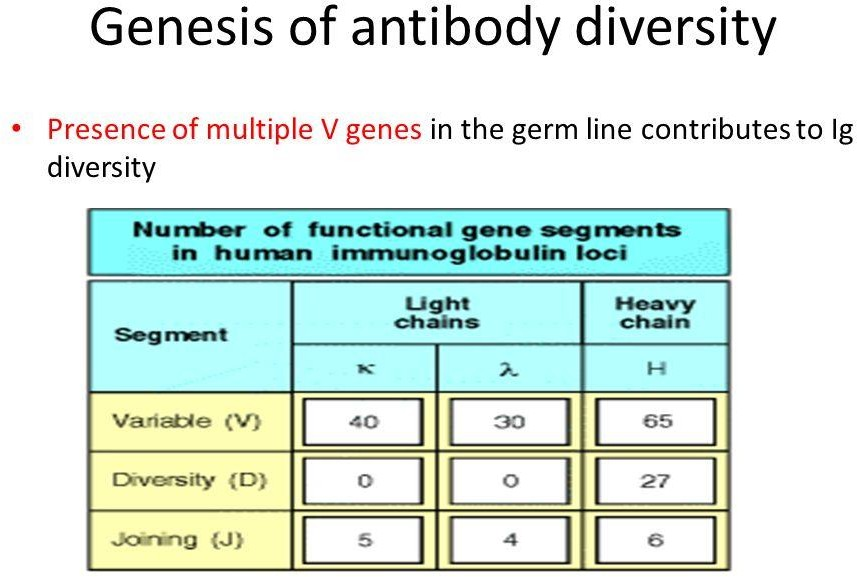 Genesis of antibody diversity
• Presence of multiple V genes in the germ line contributes to Ig
diversity
Number of functional gene segments
in human immunoglobulin loci
Segment
Light
chains
Heavy
chain
κ λ H
Variable (V) 40 30 65
Diversity (D) 0 0 27
Joining (J) 5 4 6